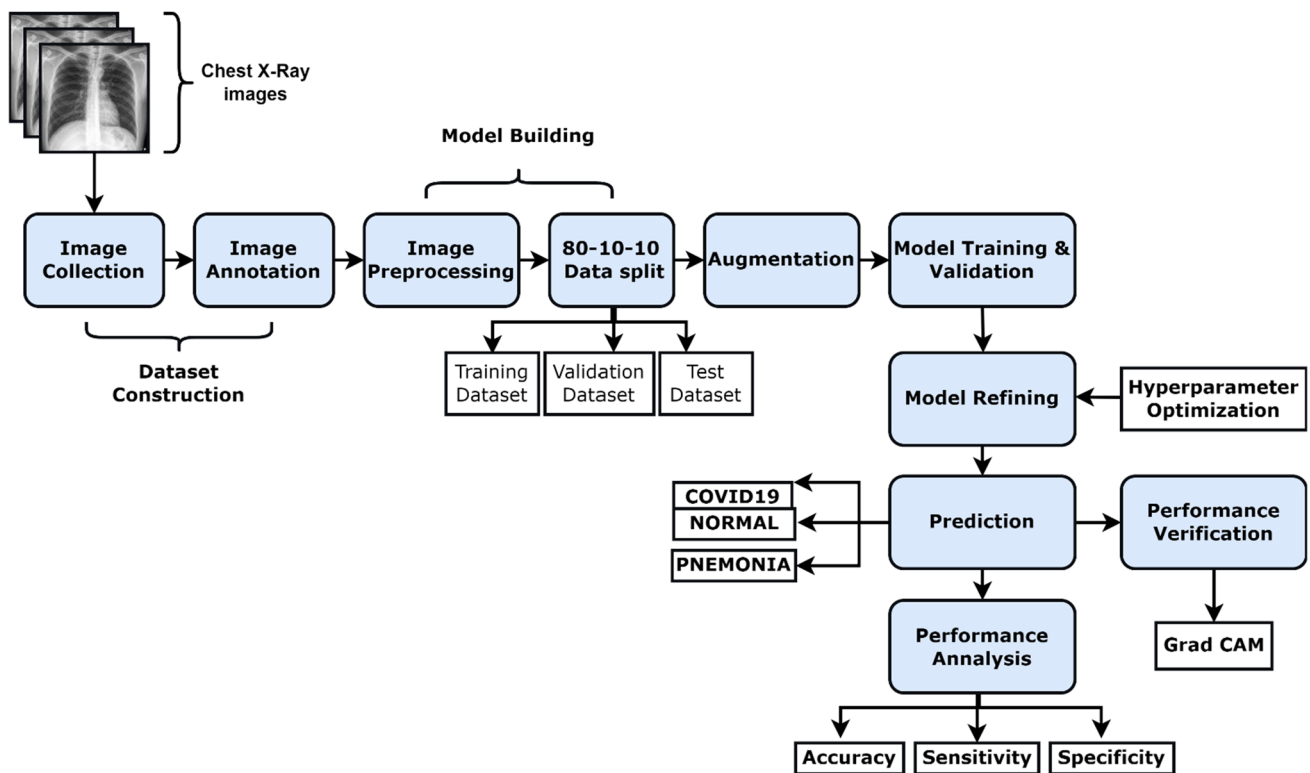 Chest X-Ray
images
Model Building
Image
Collection
Image
Annotation
Image
Preprocessing
80-10-10
Data split
Augmentation
Model Training &
Validation
Dataset
Construction
Training
Dataset
Validation
Dataset
Test
Dataset
Model Refining
Hyperparameter
Optimization
COVID19
NORMAL
PNEMONIA
Prediction
Performance
Verification
Performance
Annalysis
Grad CAM
Accuracy
Sensitivity
Specificity